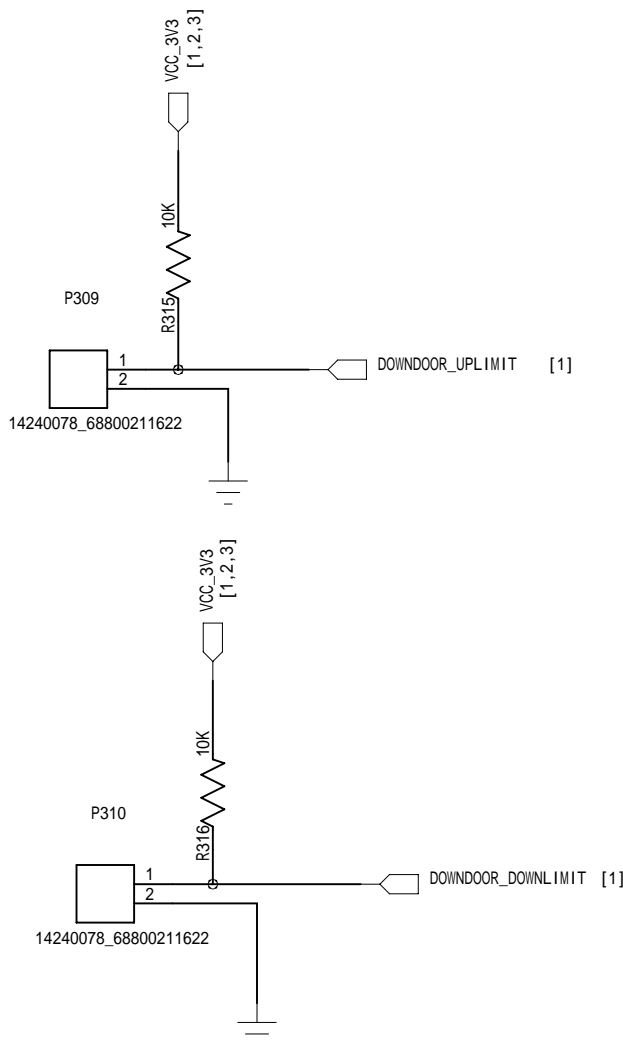 VCC_3V3
[1,2,3]
10K
R315
P309
1
2
14240078_68800211622
DOWNDOOR_UPLIMIT [1]
VCC_3V3
[1,2,3]
10K
R316
P310
1
2
14240078_68800211622
DOWNDOOR_DOWNLIMIT [1]